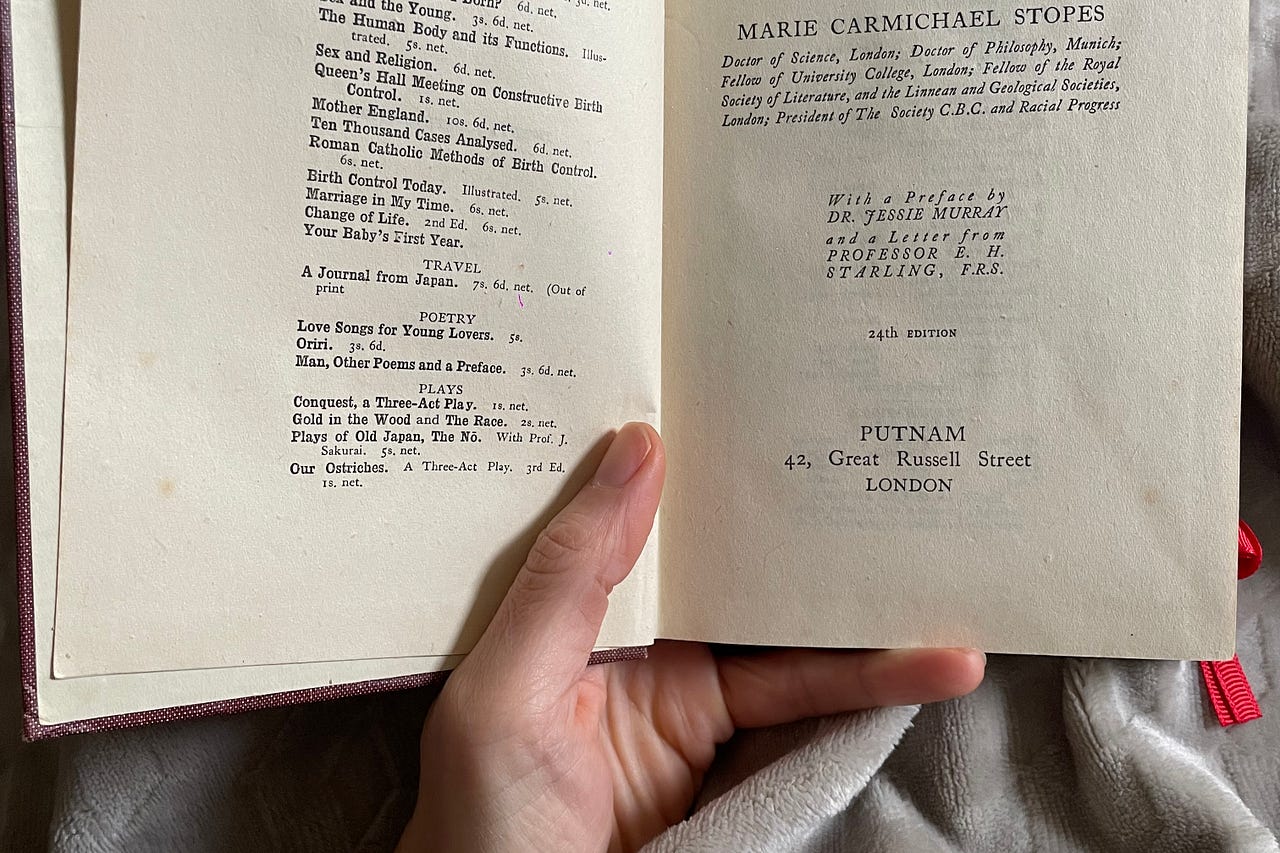 Born? 6d. net.
3d. net.
Sex and the Young. 3s. 6d. net.
The Human Body and its Functions. Illus-
trated. 5s. net.
Sex and Religion. 6d. net.
Queen's Hall Meeting on Constructive Birth
Control. 1s. net.
Mother England. 10s. 6d. net.
Ten Thousand Cases Analysed. 6d. net.
Roman Catholic Methods of Birth Control.
6s. net.
Birth Control Today. Illustrated. 5s. net.
Marriage in My Time. 6s. net.
Change of Life. 2nd Ed. 6s. net.
Your Baby's First Year.
TRAVEL
A Journal from Japan. 7s. 6d. net. (Out of
print
POETRY
Love Songs for Young Lovers. 5s.
Oriri. 3s. 6d.
Man, Other Poems and a Preface. 3s. 6d. net.
PLAYS
Conquest, a Three-Act Play. 1s. net.
Gold in the Wood and The Race. 2s. net.
Plays of Old Japan, The Nō. With Prof. J.
Sakurai. 5s. net.
Our Ostriches. A Three-Act Play. 3rd Ed.
1s. net.
MARIE CARMICHAEL STOPES
Doctor of Science, London; Doctor of Philosophy, Munich;
Fellow of University College, London; Fellow of the Royal
Society of Literature, and the Linnean and Geological Societies,
London; President of The Society C.B.C. and Racial Progress
With a Preface by
DR. JESSIE MURRAY
and a Letter from
PROFESSOR E. H.
STARLING, F.R.S.
24th EDITION
PUTNAM
42, Great Russell Street
LONDON